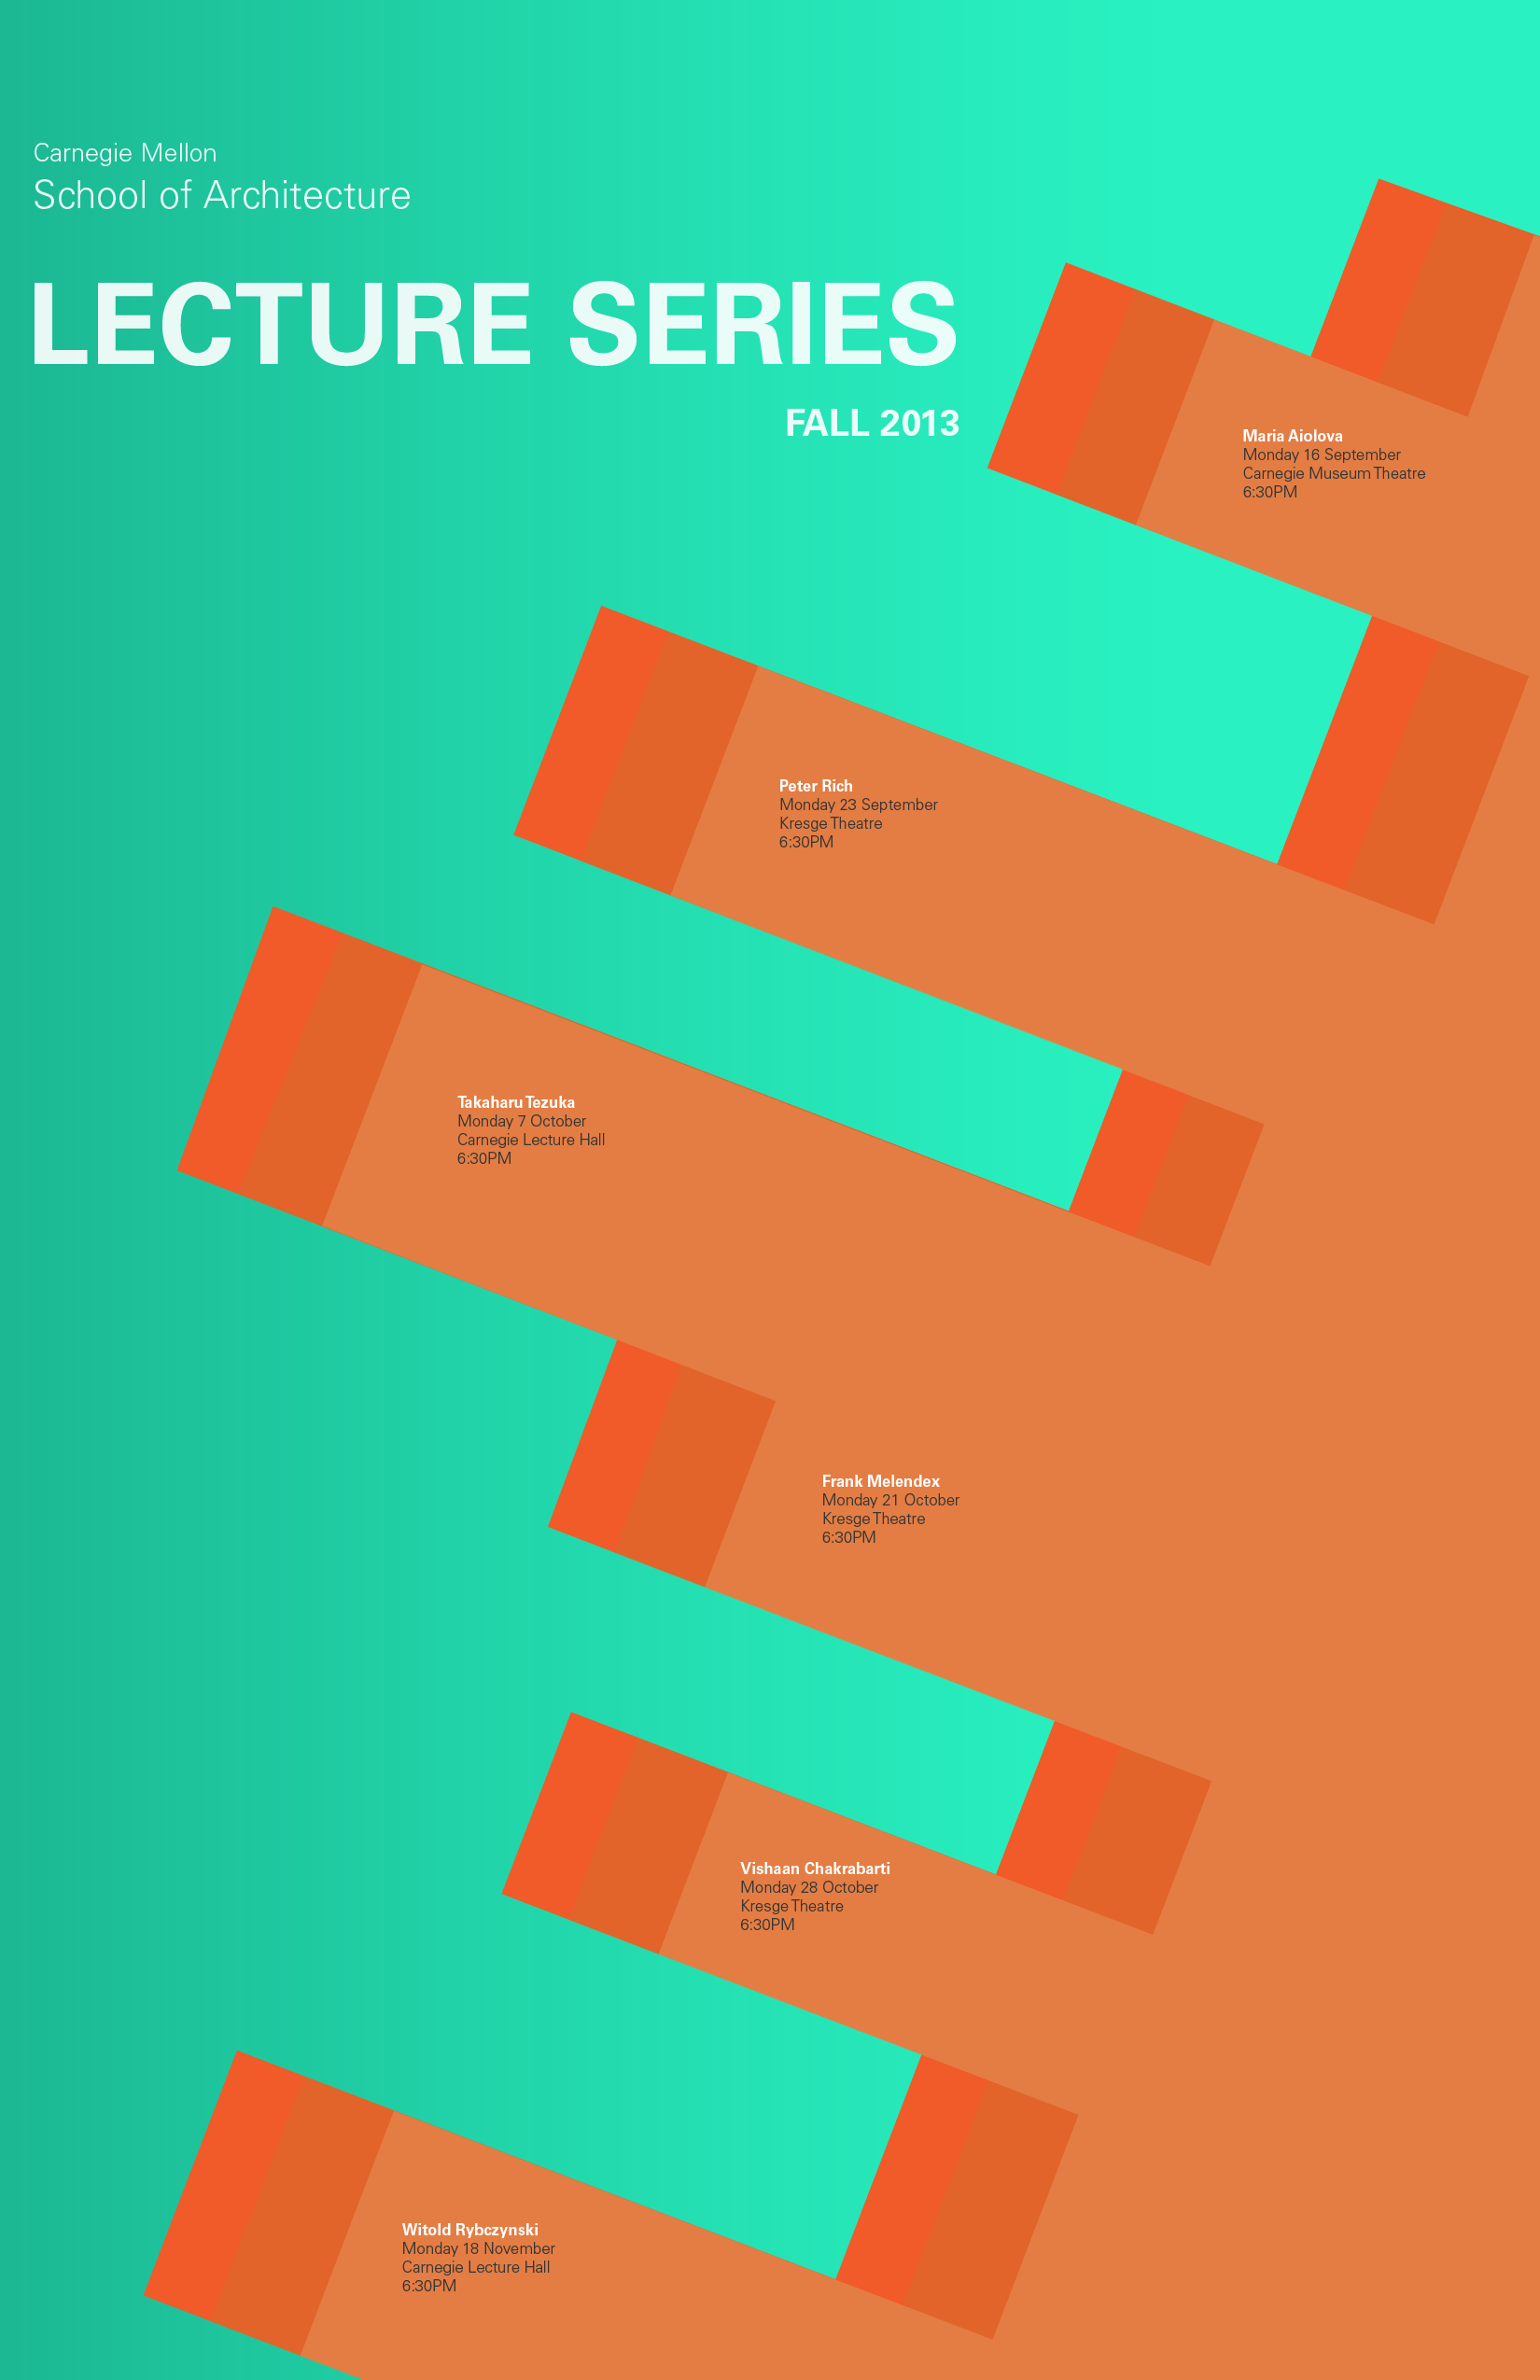 Carnegie Mellon
School of Architecture
LECTURE SERIES
FALL 2013
Maria Aiolova
Monday 16 September
Carnegie Museum Theatre
6:30PM
Peter Rich
Monday 23 September
Kresge Theatre
6:30PM
Takaharu Tezuka
Monday 7 October
Carnegie Lecture Hall
6:30PM
Frank Melendex
Monday 21 October
Kresge Theatre
6:30PM
Vishaan Chakrabarti
Monday 28 October
Kresge Theatre
6:30PM
Witold Rybczynski
Monday 18 November
Carnegie Lecture Hall
6:30PM